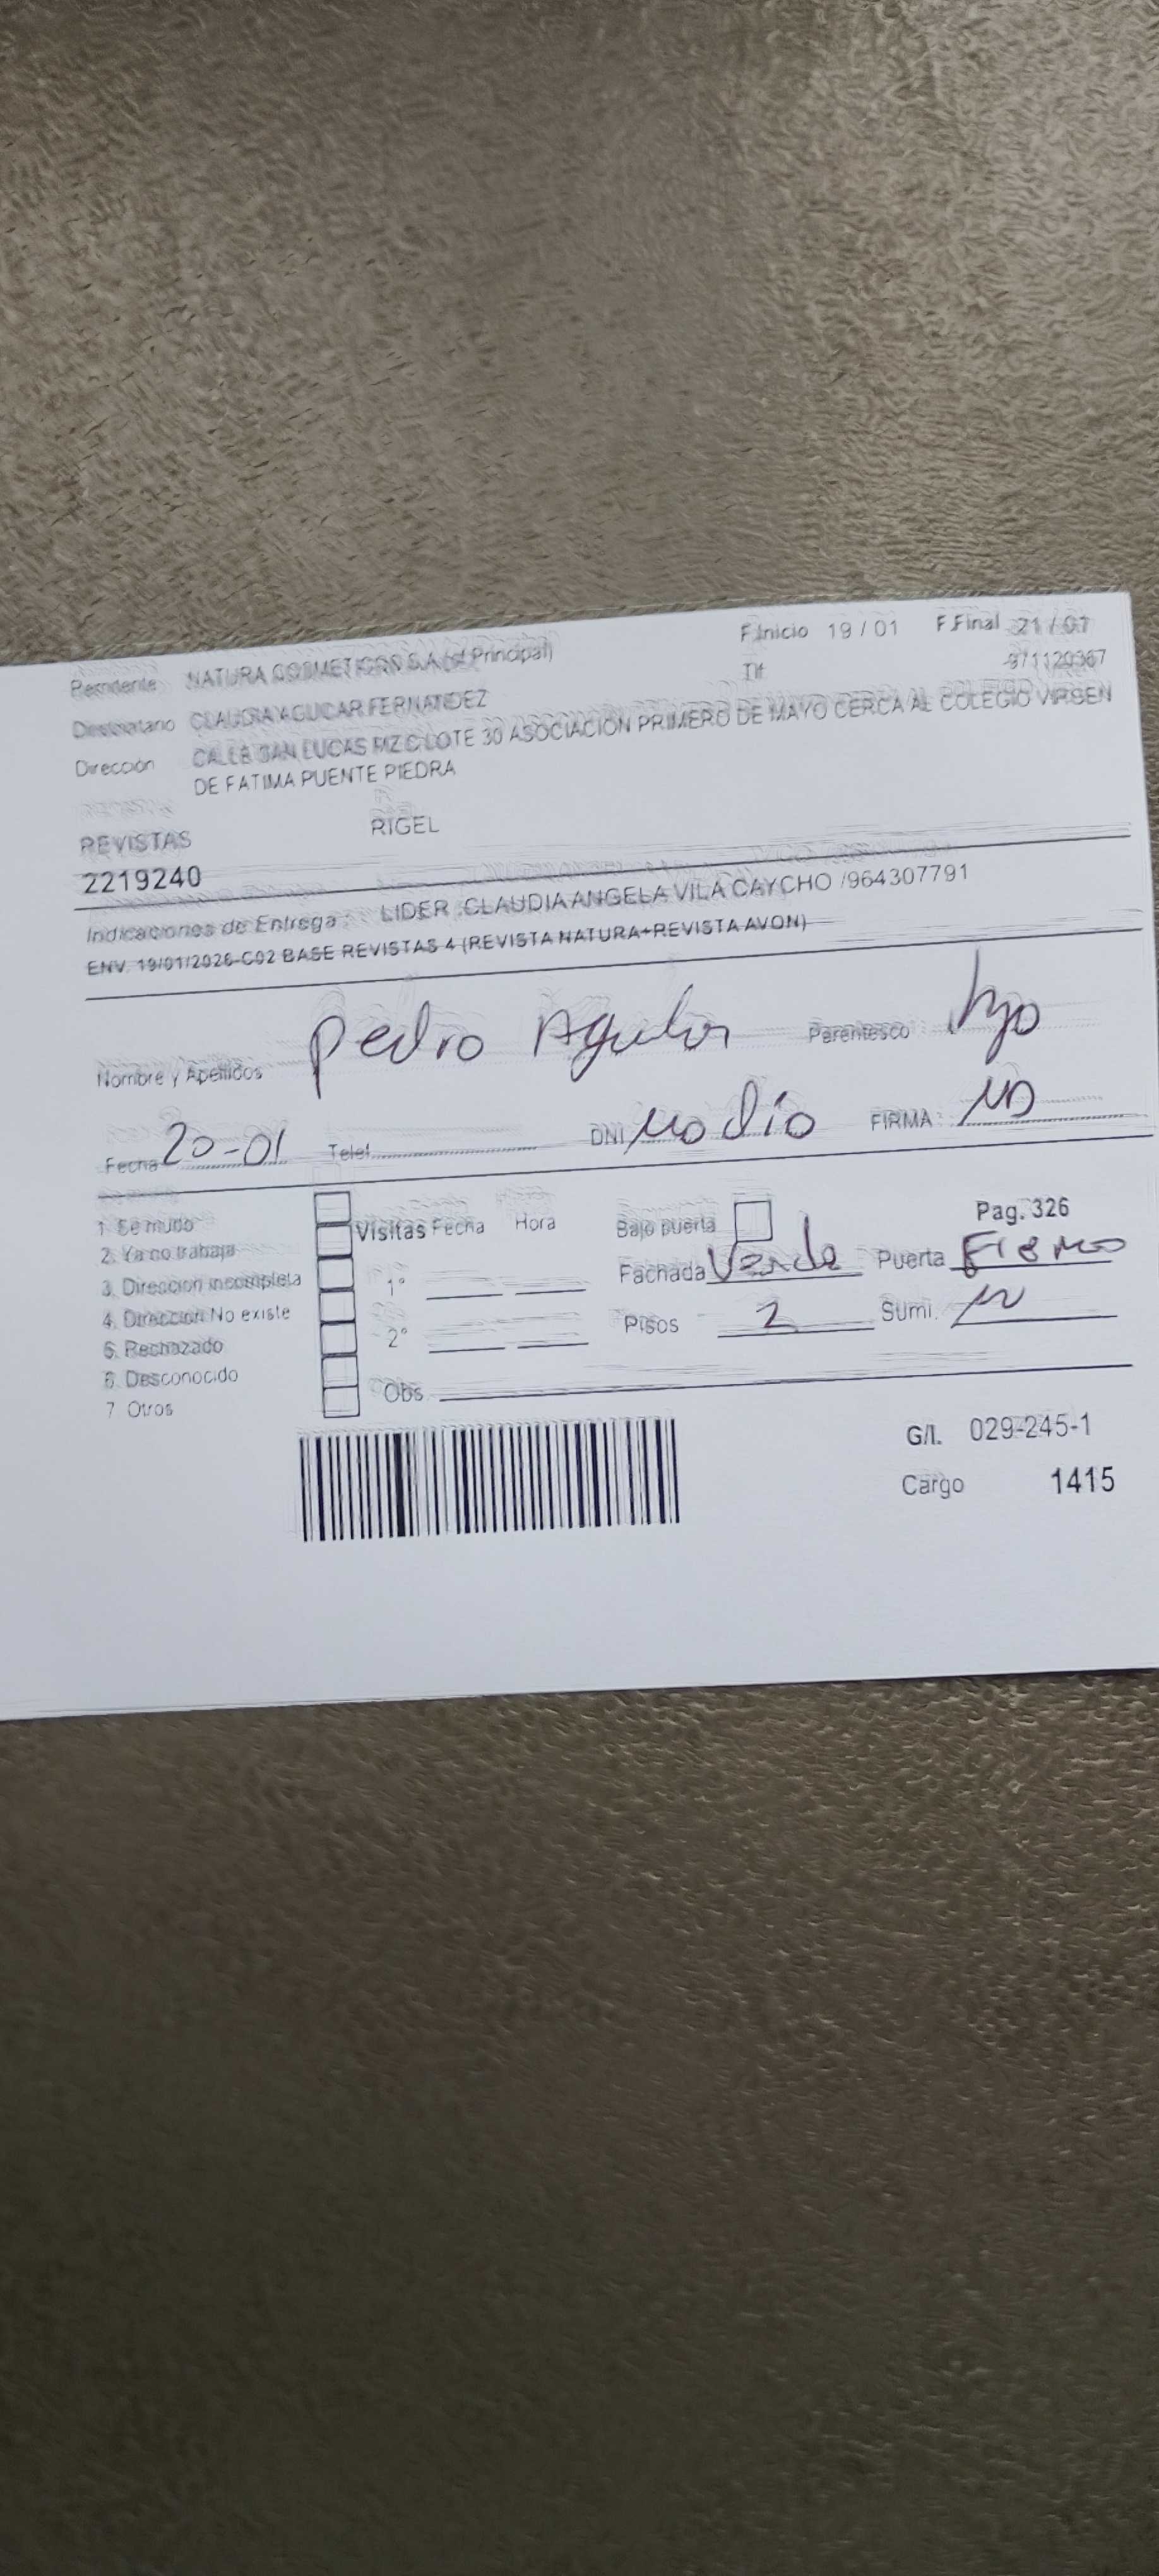 Remitente NATURA COSMETICOS S.A (of Principal) F.Inicio 19 / 01 F.Final 21 / 01
Destinatario CLAUDIA AGUCAR FERNANDEZ Tlf
Dirección CALLE SAN LUCAS MZ C LOTE 30 ASOCIACION PRIMERO DE MAYO CERCA AL COLEGIO VIRGEN
DE FATIMA PUENTE PIEDRA
REVISTAS RIGEL
2219240
Indicaciones de Entrega : LIDER :CLAUDIA ANGELA VILA CAYCHO /964307791
ENV. 19/01/2026-C02 BASE REVISTAS 4 (REVISTA NATURA+REVISTA AVON)
Nombre y Apellidos Pedro Aguilar Parentesco hijo
Fecha 20-01 Telef. DNI No dio FIRMA: NO
1. Se mudo Visitas Fecha Hora Bajo puerta Pag. 326
2. Ya no trabaja Fachada Verde Puerta Fierro
3. Direccion incompleta 1°
4. Direccion No existe Pisos 2 Sumi.
5. Rechazado 2°
6. Desconocido Obs
7 Otros
G/I. 029-245-1
Cargo 1415